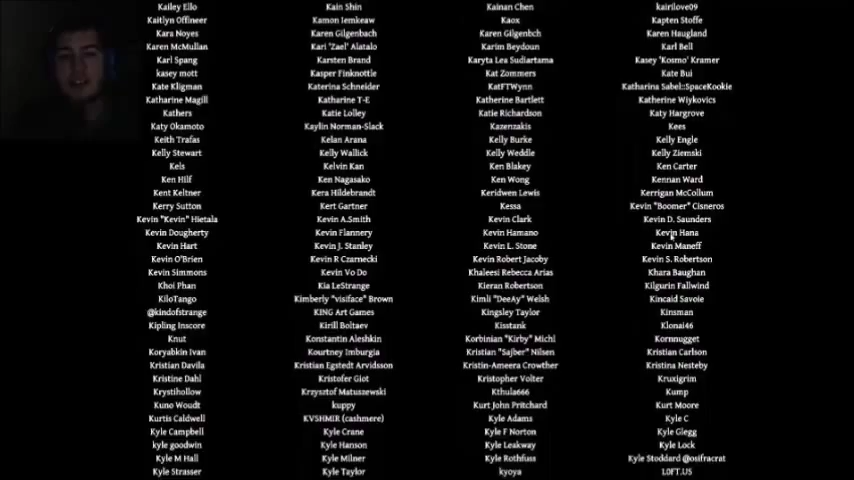 Kailey Ello Kain Shin Kainan Chen kairilove09
Kaitlyn Offineer Kamon Iemkeaw Kaox Kapten Stoffe
Kara Noyes Karen Gilgenbach Karen Gilgenbch Karen Haugland
Karen McMullan Kari 'Zael' Alatalo Karim Beydoun Karl Bell
Karl Spang Karsten Brand Karyta Lea Sudiartama Kasey 'Kosmo' Kramer
kasey mott Kasper Finknottle Kat Zommers Kate Bui
Kate Kligman Katerina Schneider KatFTWynn Katharina Sabel::SpaceKookie
Katharine Magill Katharine T-E Katherine Bartlett Katherine Wiykovics
Kathers Katie Lolley Katie Richardson Katy Hargrove
Katy Okamoto Kaylin Norman-Slack Kazenzakis Kees
Keith Trafas Kelan Arana Kelly Burke Kelly Engle
Kelly Stewart Kelly Wallick Kelly Weddle Kelly Ziemski
Kels Kelvin Kan Ken Blakey Ken Carter
Ken Hilf Ken Nagasako Ken Wong Kennan Ward
Kent Keltner Kera Hildebrandt Keridwen Lewis Kerrigan McCollum
Kerry Sutton Kert Gartner Kessa Kevin "Boomer" Cisneros
Kevin "Kevin" Hietala Kevin A.Smith Kevin Clark Kevin D. Saunders
Kevin Dougherty Kevin Flannery Kevin Hamano Kevin Hana
Kevin Hart Kevin J. Stanley Kevin L. Stone Kevin Maneff
Kevin O'Brien Kevin R Czarnecki Kevin Robert Jacoby Kevin S. Robertson
Kevin Simmons Kevin Vo Do Khaleesi Rebecca Arias Khara Baughan
Khoi Phan Kia LeStrange Kieran Robertson Kilgurin Fallwind
KiloTango Kimberly "visiface" Brown Kimli "DeeAy" Welsh Kincaid Savoie
@kindofstrange KING Art Games Kingsley Taylor Kinsman
Kipling Inscore Kirill Boltaev Kisstank Klonai46
Knut Konstantin Aleshkin Korbinian "Kirby" Michl Kornnugget
Koryabkin Ivan Kourtney Imburgia Kristian "Sajber" Nilsen Kristian Carlson
Kristian Davila Kristian Egstedt Arvidsson Kristin-Ameera Crowther Kristina Nesteby
Kristine Dahl Kristofer Giot Kristopher Volter Kruxigrim
Krystihollow Krzysztof Matuszewski Kthula666 Kump
Kuno Woudt kuppy Kurt John Pritchard Kurt Moore
Kurtis Caldwell KVSHMIR (cashmere) Kyle Adams Kyle C
Kyle Campbell Kyle Crane Kyle F Norton Kyle Glegg
kyle goodwin Kyle Hanson Kyle Leakway Kyle Lock
Kyle M Hall Kyle Milner Kyle Rothfuss Kyle Stoddard @osifracrat
Kyle Strasser Kyle Taylor kyoya L0FT.US